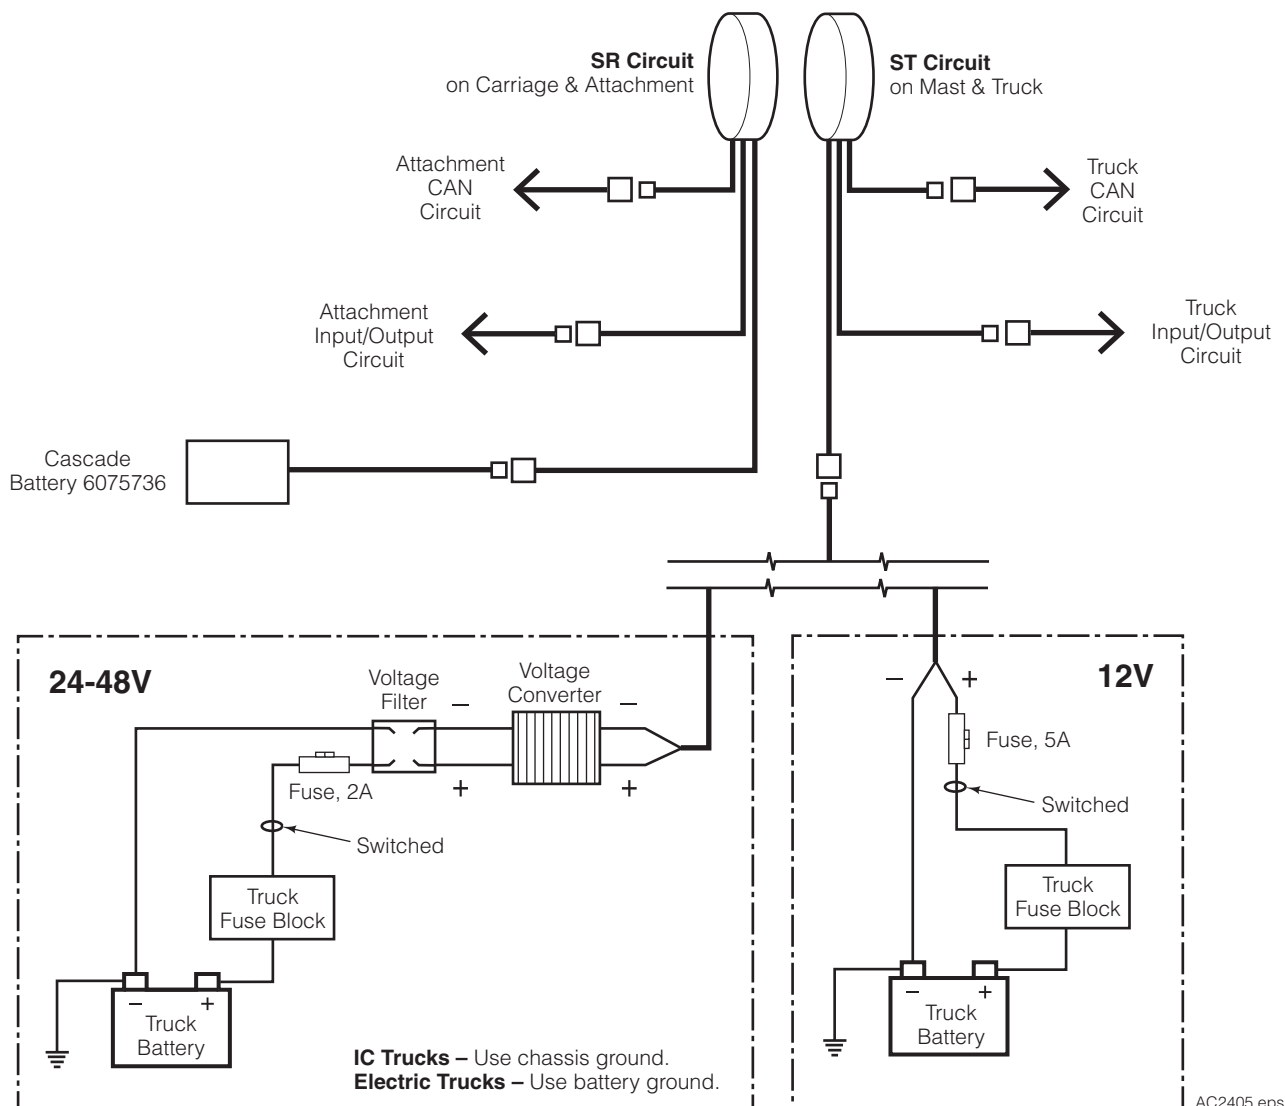 SR Circuit
on Carriage & Attachment
ST Circuit
on Mast & Truck
Attachment
CAN
Circuit
Truck
CAN
Circuit
Attachment
Input/Output
Circuit
Truck
Input/Output
Circuit
Cascade
Battery 6075736
24-48V
Voltage
Filter
Voltage
Converter
– –
+ +
Fuse, 2A
Switched
Truck
Fuse Block
– +
Truck
Battery
IC Trucks – Use chassis ground.
Electric Trucks – Use battery ground.
12V
– +
Fuse, 5A
Switched
Truck
Fuse Block
– +
Truck
Battery
AC2405.eps